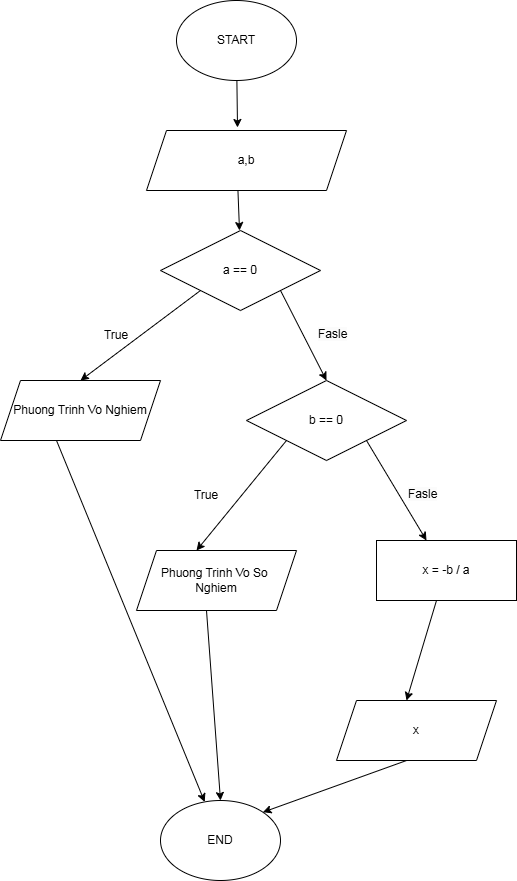 START
a,b
a == 0
True
Fasle
Phuong Trinh Vo Nghiem
b == 0
True
Fasle
Phuong Trinh Vo So
Nghiem
x = -b / a
x
END